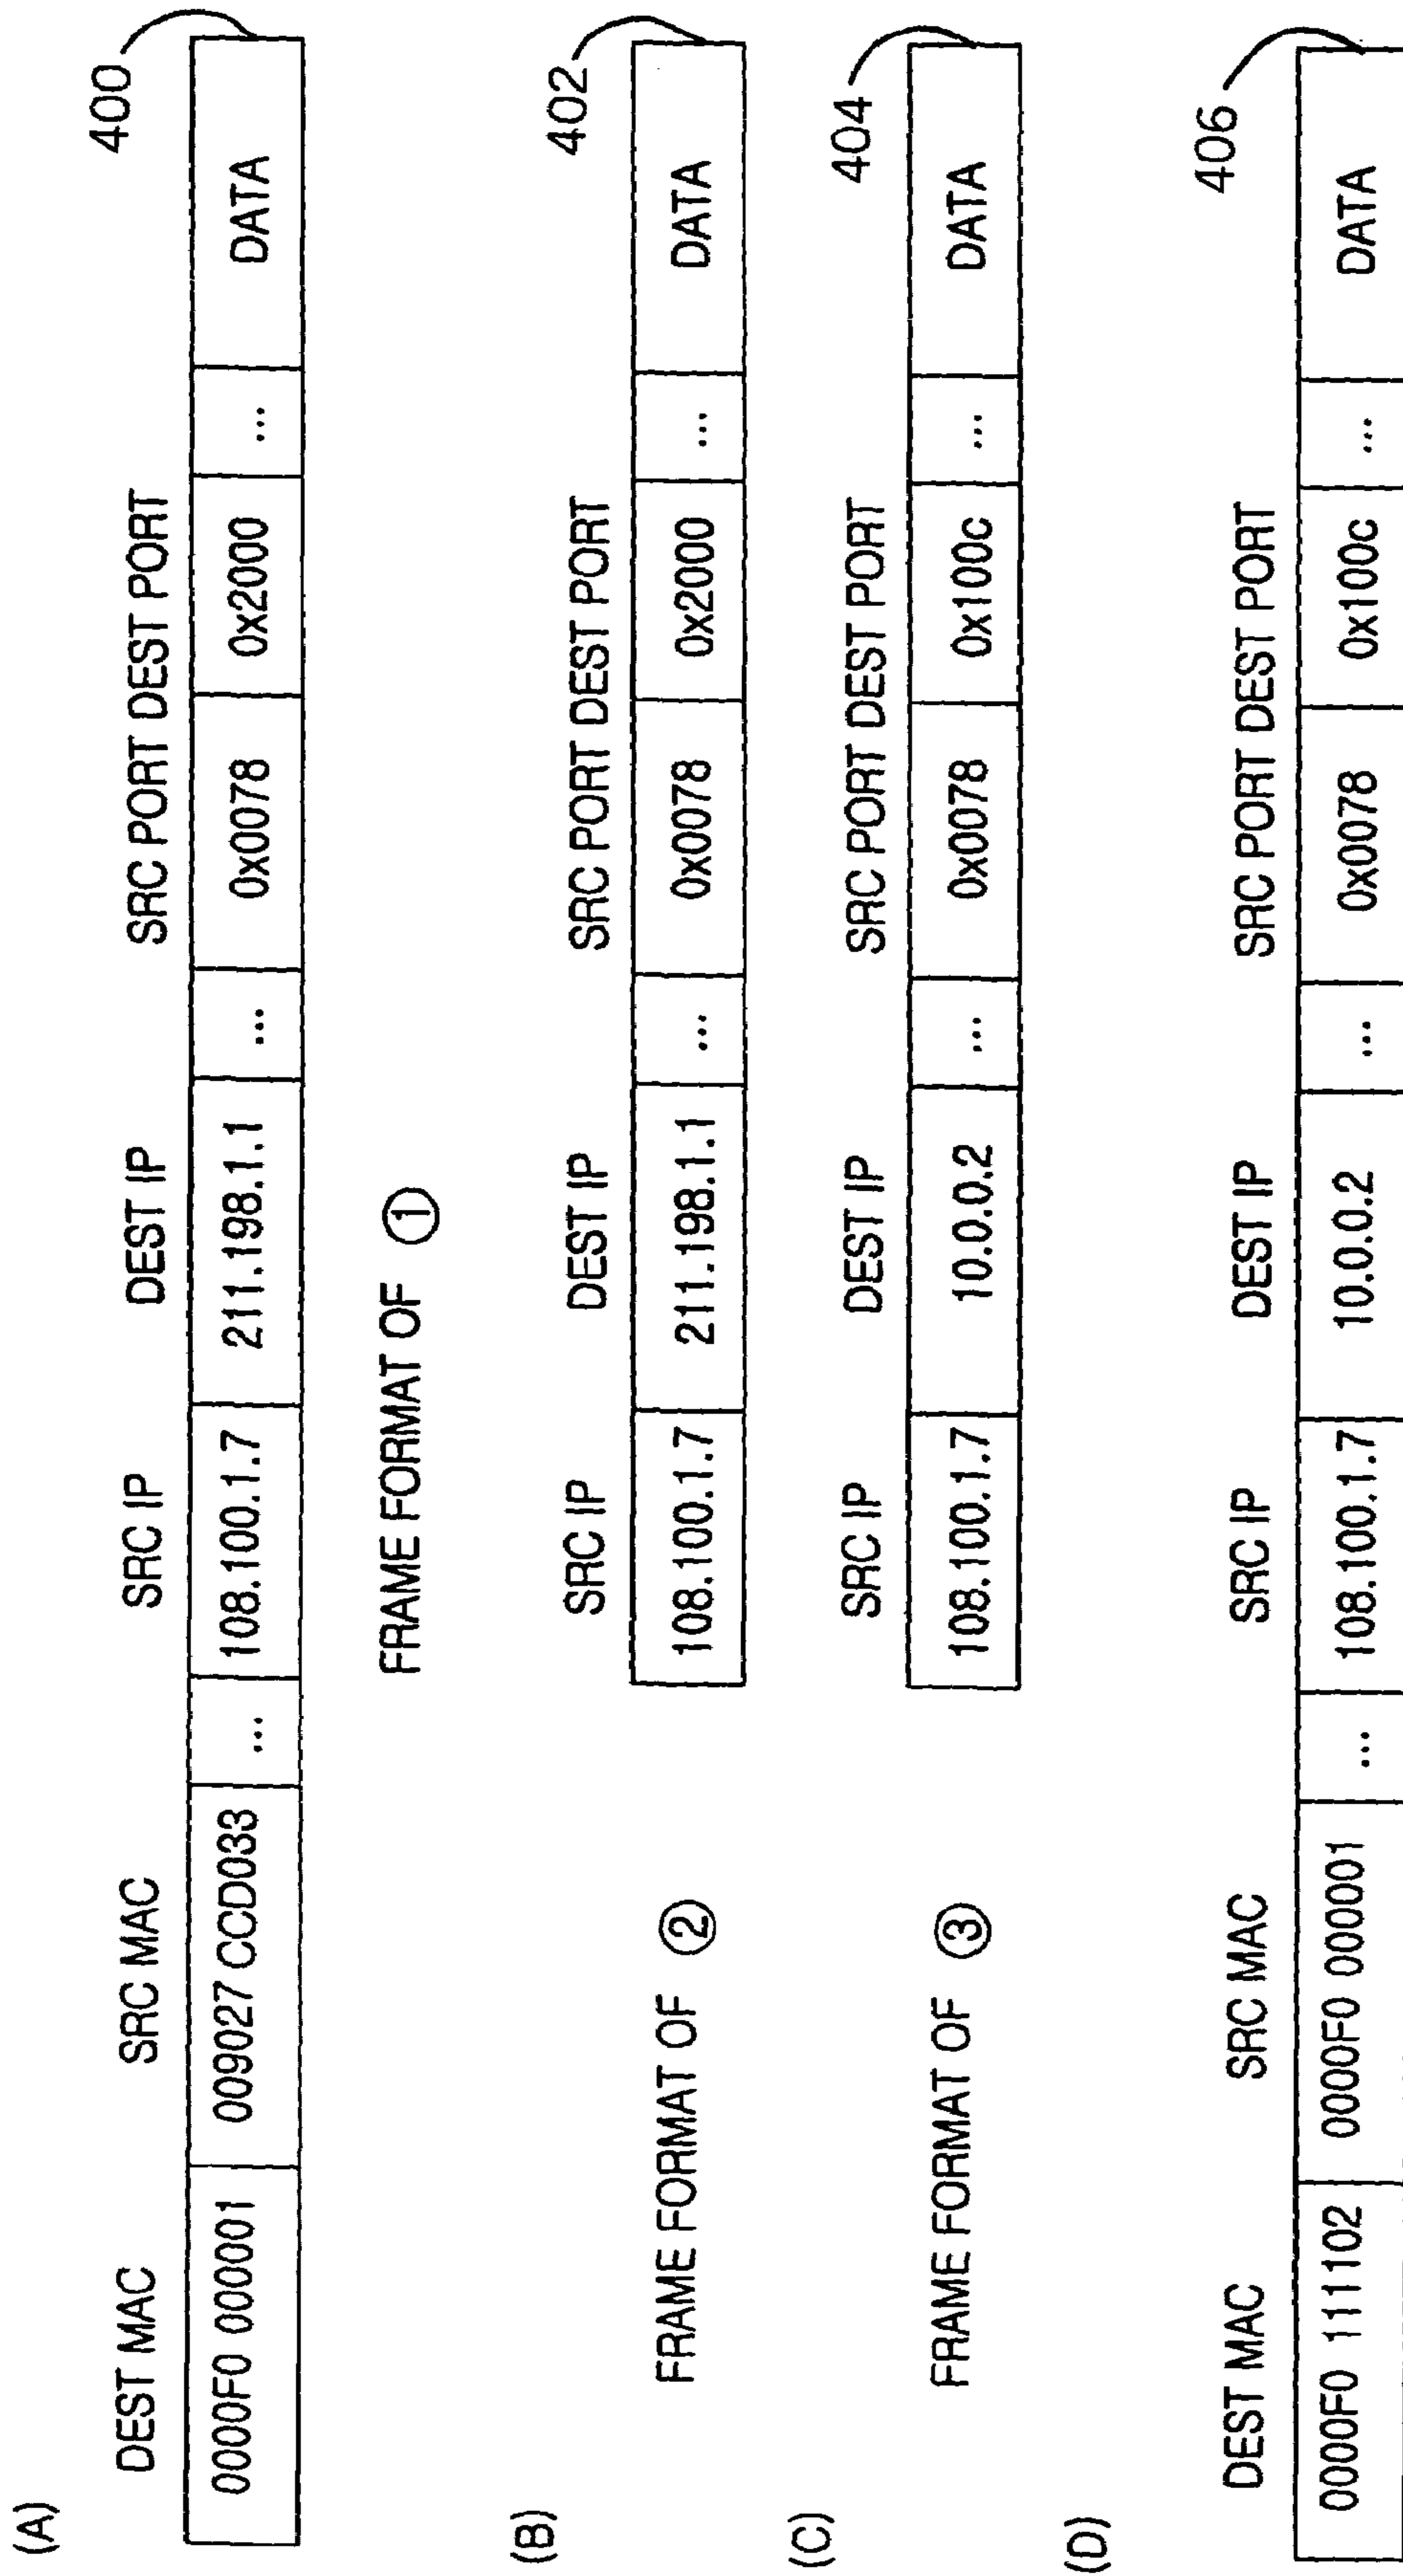 (A)
400
DEST MAC SRC MAC SRC IP DEST IP SRC PORT DEST PORT
0000F0 000001 009027 CCD033 ... 108.100.1.7 211.198.1.1 ... 0x0078 0x2000 ... DATA
FRAME FORMAT OF ①
(B)
402
SRC IP DEST IP SRC PORT DEST PORT
FRAME FORMAT OF ② 108.100.1.7 211.198.1.1 ... 0x0078 0x2000 ... DATA
(C)
404
SRC IP DEST IP SRC PORT DEST PORT
FRAME FORMAT OF ③ 108.100.1.7 10.0.0.2 ... 0x0078 0x100c ... DATA
(D)
406
DEST MAC SRC MAC SRC IP DEST IP SRC PORT DEST PORT
0000F0 111102 0000F0 000001 ... 108.100.1.7 10.0.0.2 ... 0x0078 0x100c ... DATA